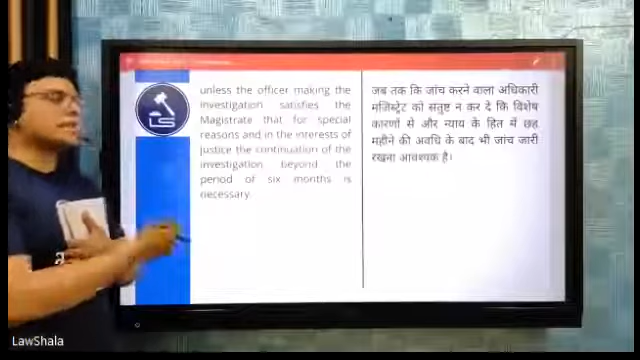 unless the officer making the
investigation satisfies the
Magistrate that for special
reasons and in the interests of
justice the continuation of the
investigation beyond the
period of six months is
necessary.
जब तक कि जांच करने वाला अधिकारी
मजिस्ट्रेट को संतुष्ट न कर दे कि विशेष
कारणों से और न्याय के हित में छह
महीने की अवधि के बाद भी जांच जारी
रखना आवश्यक है।
LS
LawShala